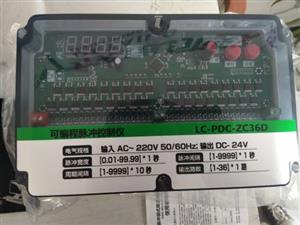 可编程脉冲控制仪 LC-PDC-ZC36D
电气规格 输入 AC~ 220V 50/60Hz; 输出 DC- 24V
脉冲宽度 [0.01-99.99] * 1秒 脉冲间隔 [1-9999] * 1秒
周期间隔 [1-9999] * 10秒 输出路数 [1-36] * 1路